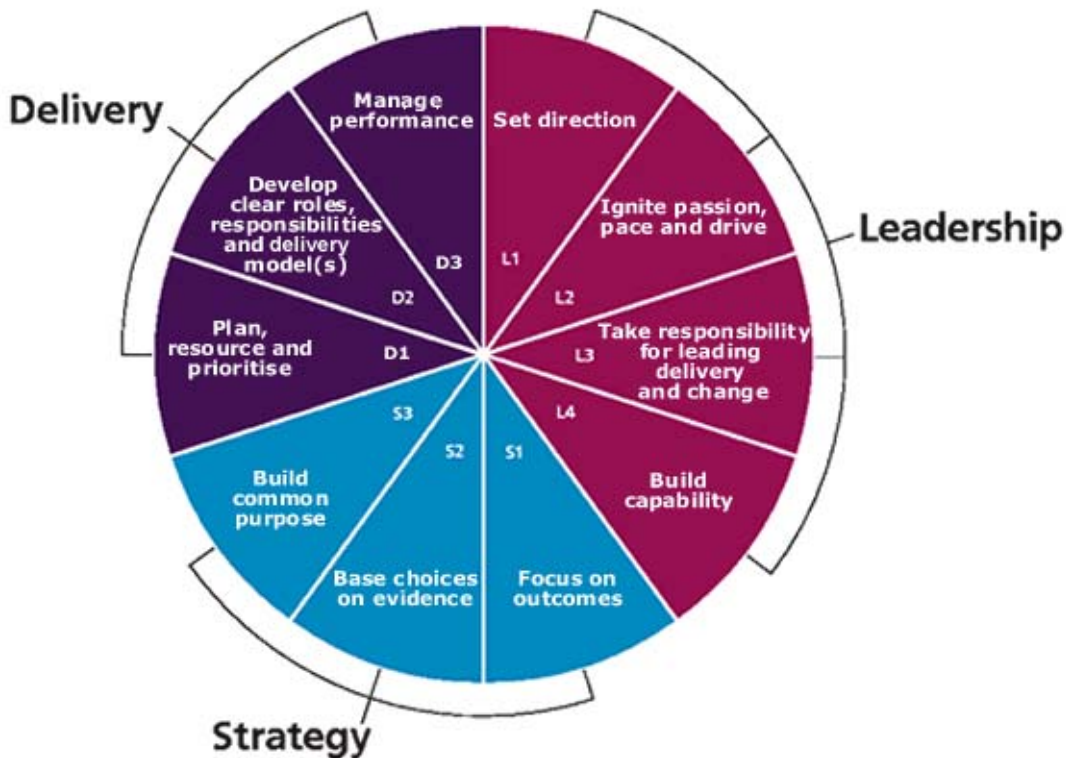 Delivery
Manage
performance
Set direction
Develop
clear roles,
responsibilities
and delivery
model(s)
Ignite passion,
pace and drive
Leadership
D3
L1
D2
L2
Plan,
resource and
prioritise
D1
L3
Take responsibility
for leading
delivery
and change
S3
L4
S2
S1
Build
common
purpose
Build
capability
Base choices
on evidence
Focus on
outcomes
Strategy